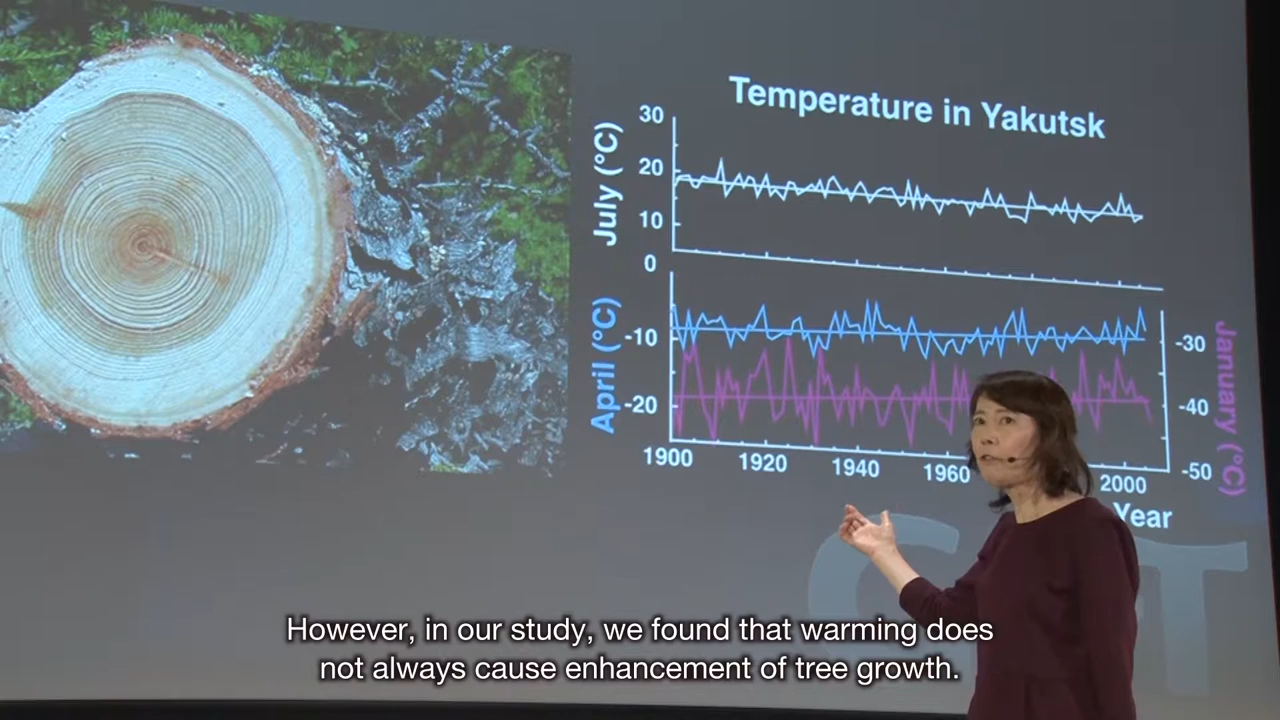 Temperature in Yakutsk
July (°C)
30
20
10
0
April (°C)
-10
-20
January (°C)
-30
-40
-50
1900 1920 1940 1960 2000
Year
However, in our study, we found that warming does
not always cause enhancement of tree growth.